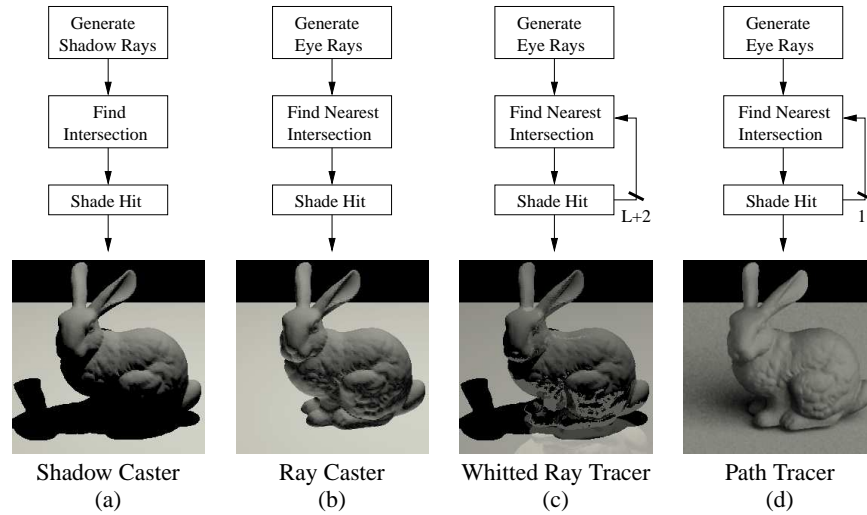 Generate
Shadow Rays
Find
Intersection
Shade Hit
Shadow Caster
(a)
Generate
Eye Rays
Find Nearest
Intersection
Shade Hit
Ray Caster
(b)
Generate
Eye Rays
Find Nearest
Intersection
Shade Hit
L+2
Whitted Ray Tracer
(c)
Generate
Eye Rays
Find Nearest
Intersection
Shade Hit
1
Path Tracer
(d)